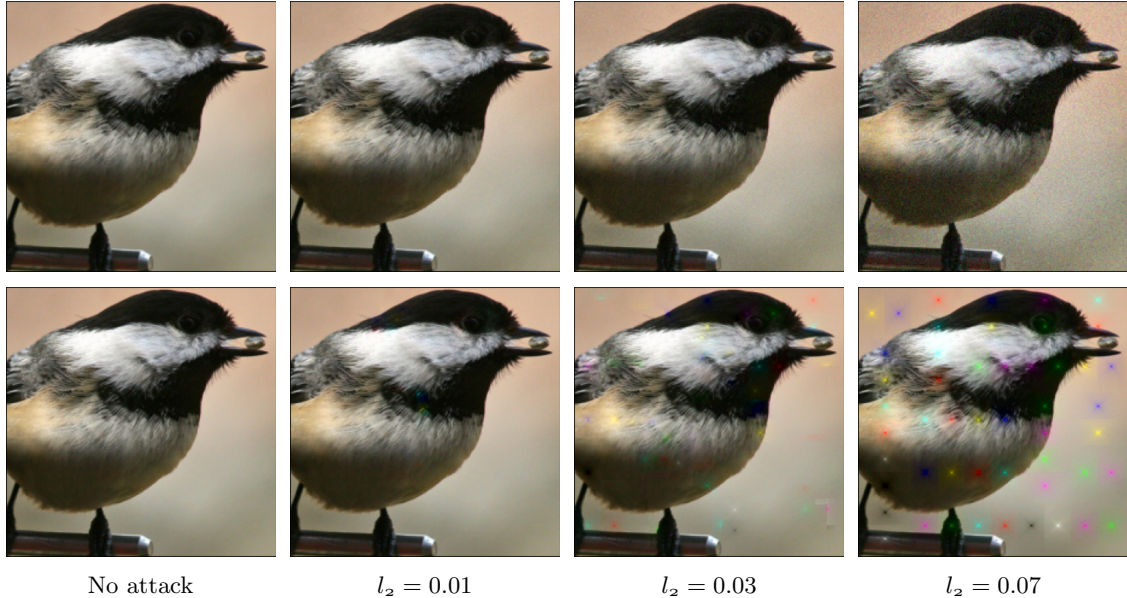 No attack
l₂ = 0.01
l₂ = 0.03
l₂ = 0.07